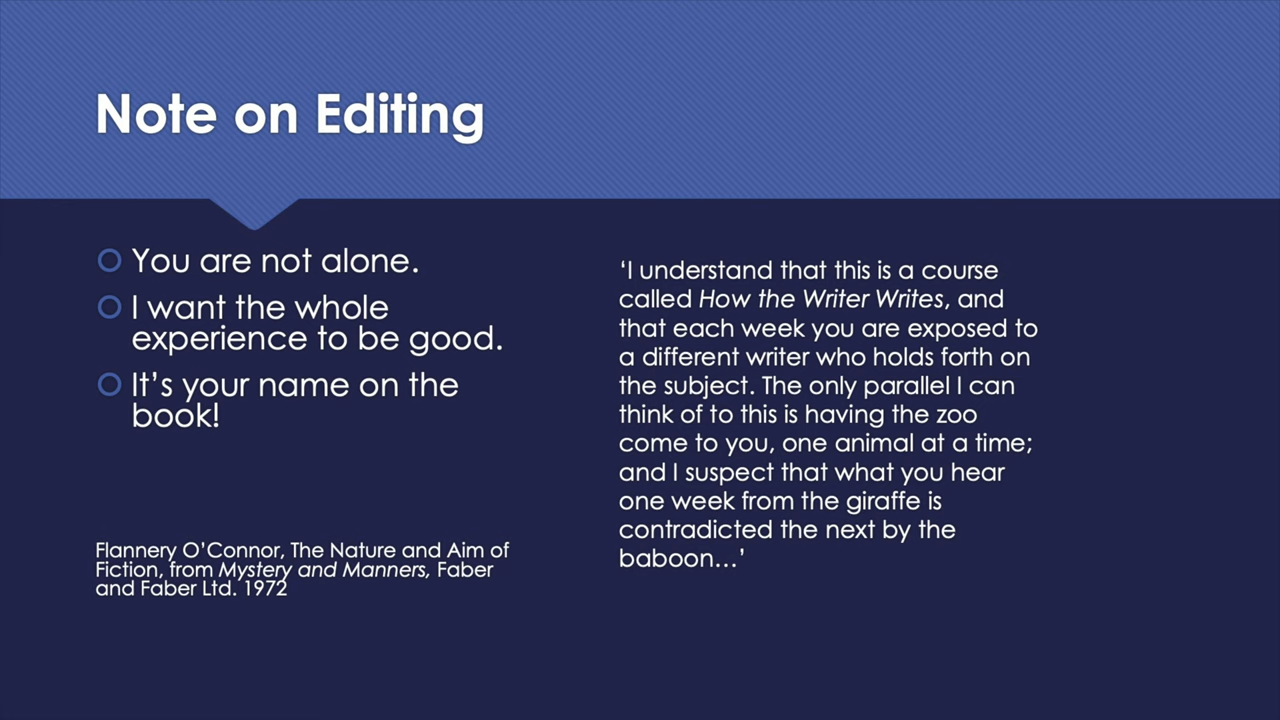 Note on Editing
You are not alone.
I want the whole
experience to be good.
It’s your name on the
book!
Flannery O’Connor, The Nature and Aim of
Fiction, from Mystery and Manners, Faber
and Faber Ltd. 1972
‘I understand that this is a course
called How the Writer Writes, and
that each week you are exposed to
a different writer who holds forth on
the subject. The only parallel I can
think of to this is having the zoo
come to you, one animal at a time;
and I suspect that what you hear
one week from the giraffe is
contradicted the next by the
baboon…’